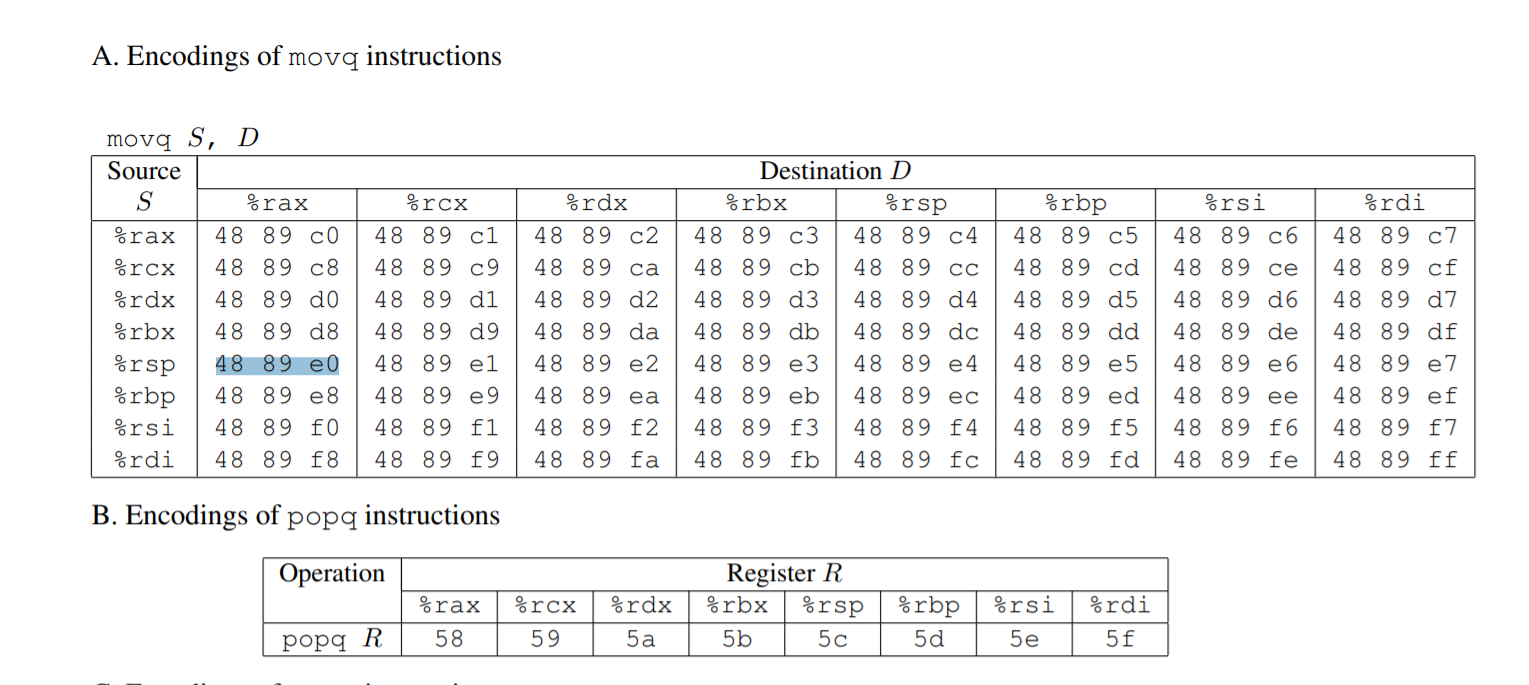 A. Encodings of movq instructions
movq S, D
Source Destination D
S %rax %rcx %rdx %rbx %rsp %rbp %rsi %rdi
%rax 48 89 c0 48 89 c1 48 89 c2 48 89 c3 48 89 c4 48 89 c5 48 89 c6 48 89 c7
%rcx 48 89 c8 48 89 c9 48 89 ca 48 89 cb 48 89 cc 48 89 cd 48 89 ce 48 89 cf
%rdx 48 89 d0 48 89 d1 48 89 d2 48 89 d3 48 89 d4 48 89 d5 48 89 d6 48 89 d7
%rbx 48 89 d8 48 89 d9 48 89 da 48 89 db 48 89 dc 48 89 dd 48 89 de 48 89 df
%rsp 48 89 e0 48 89 e1 48 89 e2 48 89 e3 48 89 e4 48 89 e5 48 89 e6 48 89 e7
%rbp 48 89 e8 48 89 e9 48 89 ea 48 89 eb 48 89 ec 48 89 ed 48 89 ee 48 89 ef
%rsi 48 89 f0 48 89 f1 48 89 f2 48 89 f3 48 89 f4 48 89 f5 48 89 f6 48 89 f7
%rdi 48 89 f8 48 89 f9 48 89 fa 48 89 fb 48 89 fc 48 89 fd 48 89 fe 48 89 ff
B. Encodings of popq instructions
Operation Register R
%rax %rcx %rdx %rbx %rsp %rbp %rsi %rdi
popq R 58 59 5a 5b 5c 5d 5e 5f